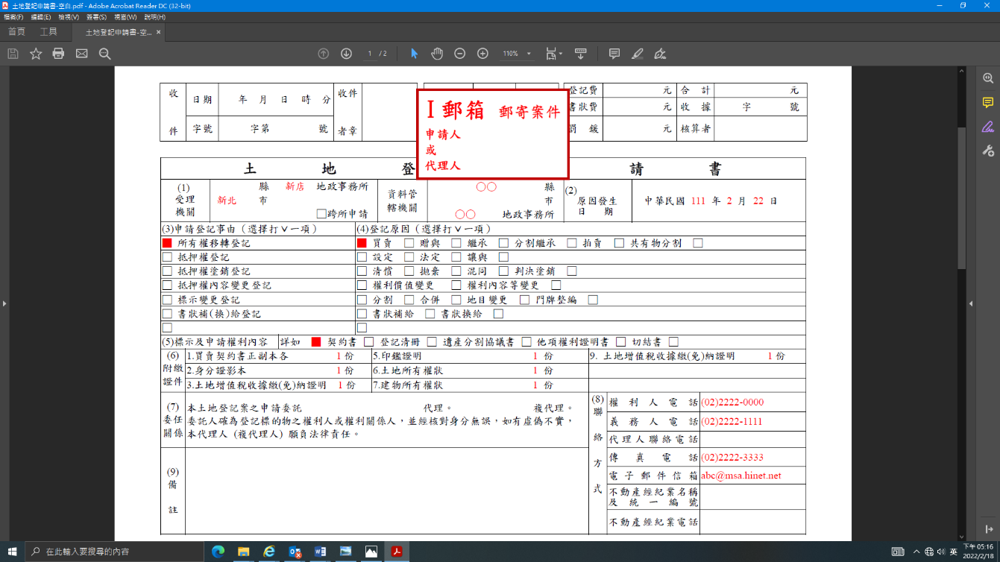 土地登記申請書-空白.pdf - Adobe Acrobat Reader DC (32-bit)
檔案(F) 編輯(E) 檢視(V) 簽署(S) 視窗(W) 說明(H)
首頁 工具 土地登記申請書-空... ×
1 / 2 110%
收件 日期 年 月 日 時 分 收件者章 登記費 元 合計 元
書狀費 元 收據 字 號
字號 字第 號 罰鍰 元 核算者
I 郵箱 郵寄案件
申請人
或
代理人
土 地 登 請 書
(1) 受理機關 新北 縣市 新店 地政事務所 □跨所申請 資料管轄機關 ○○ 縣市 ○○ 地政事務所 (2) 原因發生日期 中華民國 111 年 2 月 22 日
(3)申請登記事由(選擇打∨一項) (4)登記原因(選擇打∨一項)
■ 所有權移轉登記 ■ 買賣 □ 贈與 □ 繼承 □ 分割繼承 □ 拍賣 □ 共有物分割 □
□ 抵押權登記 □ 設定 □ 法定 □ 讓與 □
□ 抵押權塗銷登記 □ 清償 □ 拋棄 □ 混同 □ 判決塗銷 □
□ 抵押權內容變更登記 □ 權利價值變更 □ 權利內容等變更 □
□ 標示變更登記 □ 分割 □ 合併 □ 地目變更 □ 門牌整編 □
□ 書狀補(換)給登記 □ 書狀補給 □ 書狀換給 □
□ □
(5)標示及申請權利內容 詳如 ■ 契約書 □ 登記清冊 □ 遺產分割協議書 □ 他項權利證明書 □ 切結書 □
(6) 附繳證件 1.買賣契約書正副本各 1 份 5.印鑑證明 1 份 9. 土地增值稅收據繳(免)納證明 1 份
2.身分證影本 1 份 6.土地所有權狀 1 份
3.土地增值稅收據繳(免)納證明 1 份 7.建物所有權狀 1 份
(7) 委任關係 本土地登記案之申請委託 代理。 複代理。
委託人確為登記標的物之權利人或權利關係人,並經核對身分無誤,如有虛偽不實,
本代理人(複代理人)願負法律責任。
(8) 聯絡方式 權利人電話 (02)2222-0000
義務人電話 (02)2222-1111
代理人聯絡電話
傳真電話 (02)2222-3333
電子郵件信箱 abc@msa.hinet.net
不動產經紀業名稱
及統一編號
不動產經紀業電話
(9) 備註
在此輸入要搜尋的內容
英
下午 05:16
2022/2/18